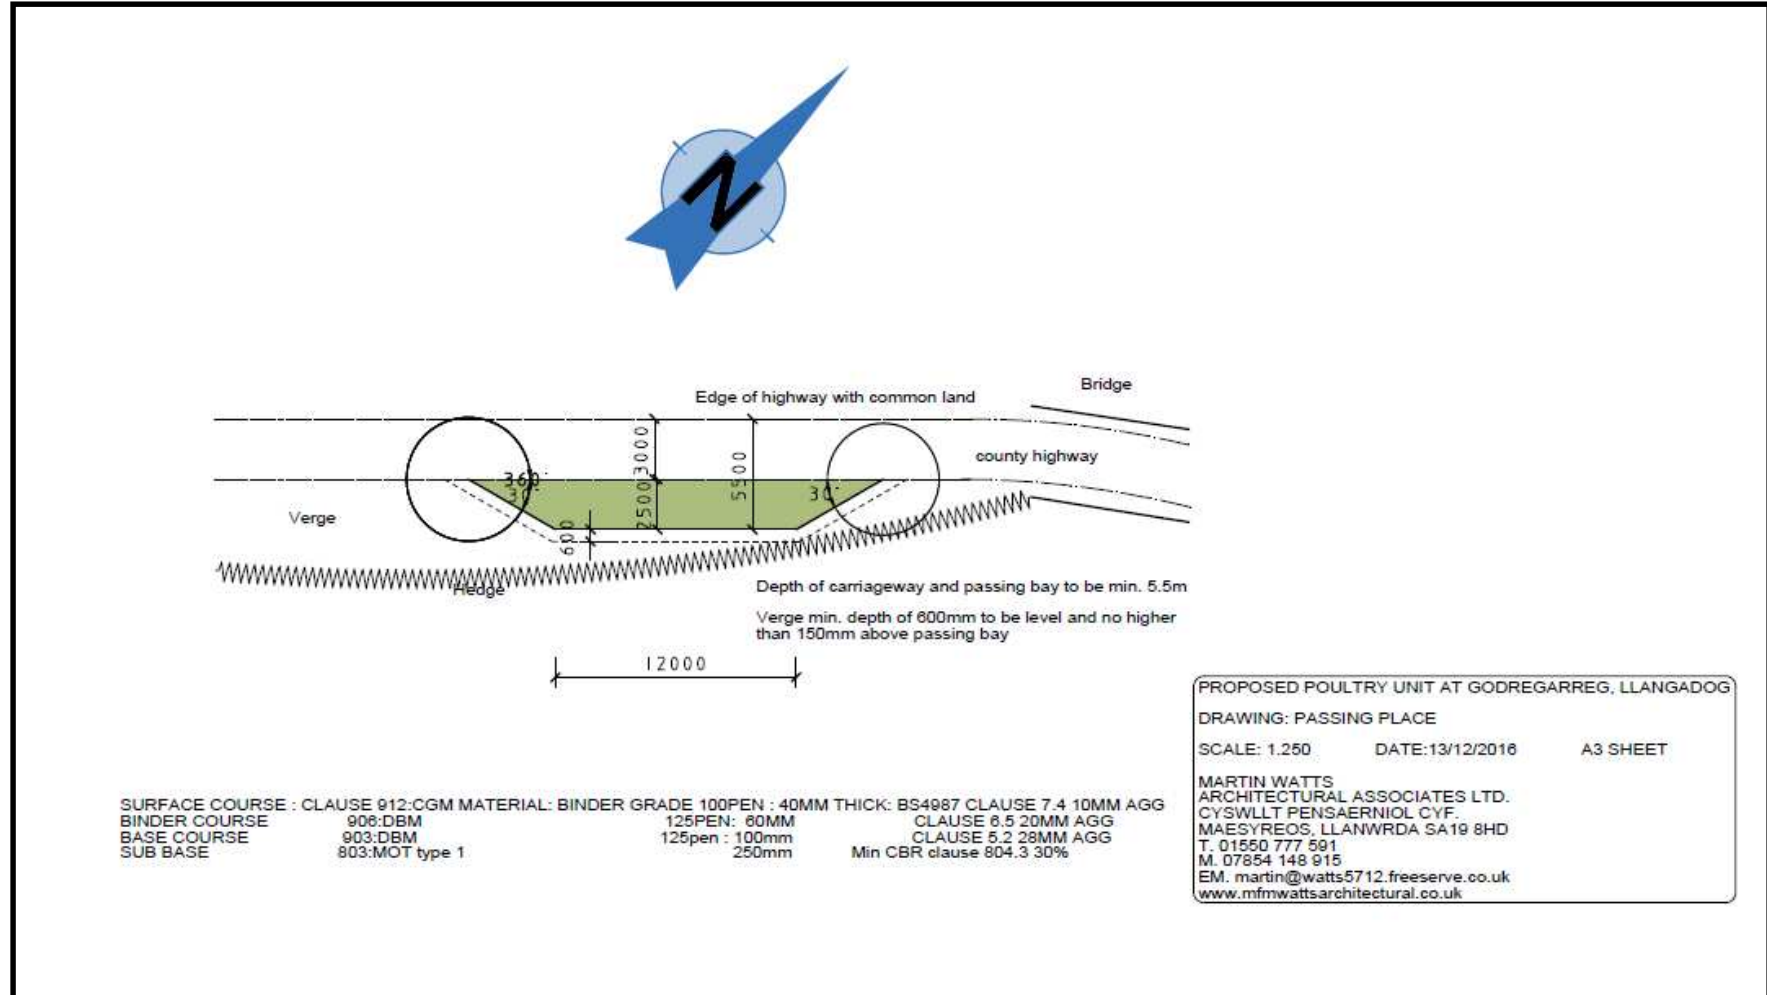 N
Bridge
Edge of highway with common land
3000
5500
county highway
360°
30°
30°
2500
Verge
600
Hedge
Depth of carriageway and passing bay to be min. 5.5m
Verge min. depth of 600mm to be level and no higher
than 150mm above passing bay
12000
PROPOSED POULTRY UNIT AT GODREGARREG, LLANGADOG
DRAWING: PASSING PLACE
SCALE: 1.250 DATE:13/12/2016 A3 SHEET
MARTIN WATTS
ARCHITECTURAL ASSOCIATES LTD.
CYSWLLT PENSAERNIOL CYF.
MAESYREOS, LLANWRDA SA19 8HD
T. 01550 777 591
M. 07854 148 915
EM. martin@watts5712.freeserve.co.uk
www.mfmwattsarchitectural.co.uk
SURFACE COURSE : CLAUSE 912:CGM MATERIAL: BINDER GRADE 100PEN : 40MM THICK: BS4987 CLAUSE 7.4 10MM AGG
BINDER COURSE 906:DBM 125PEN: 60MM CLAUSE 6.5 20MM AGG
BASE COURSE 903:DBM 125pen : 100mm CLAUSE 5.2 28MM AGG
SUB BASE 803:MOT type 1 250mm Min CBR clause 804.3 30%